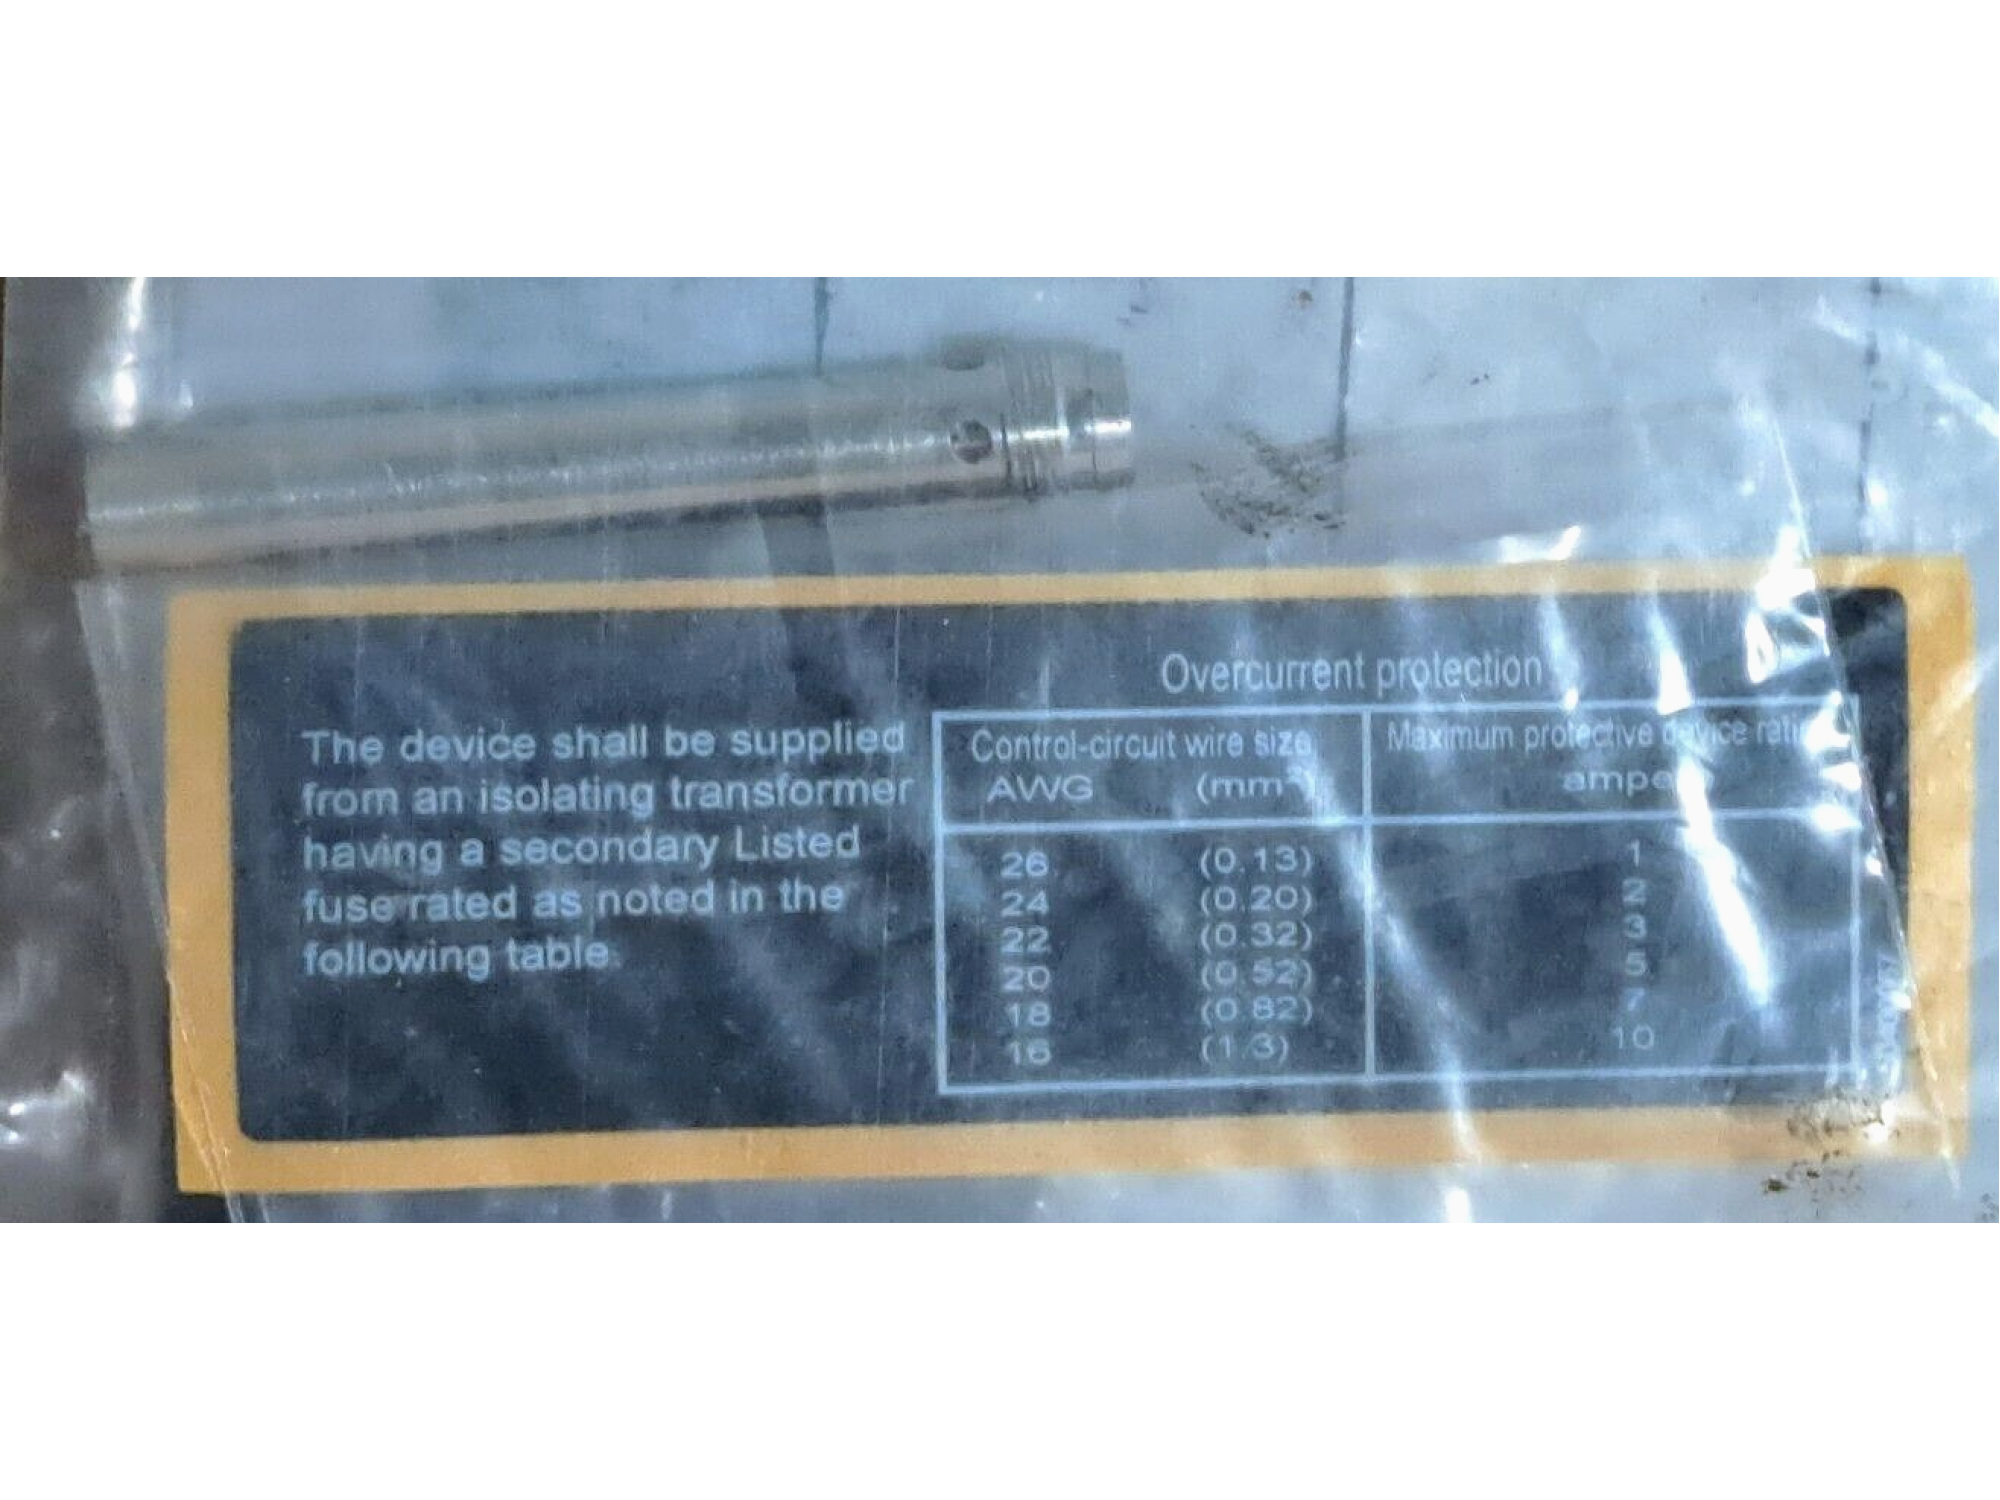 The device shall be supplied
from an isolating transformer
having a secondary Listed
fuse rated as noted in the
following table.
Overcurrent protection
Control-circuit wire size Maximum protective device
AWG (mm²)
26 (0.13) 1
24 (0.20) 2
22 (0.32) 3
20 (0.52) 5
18 (0.82) 7
16 (1.3) 10